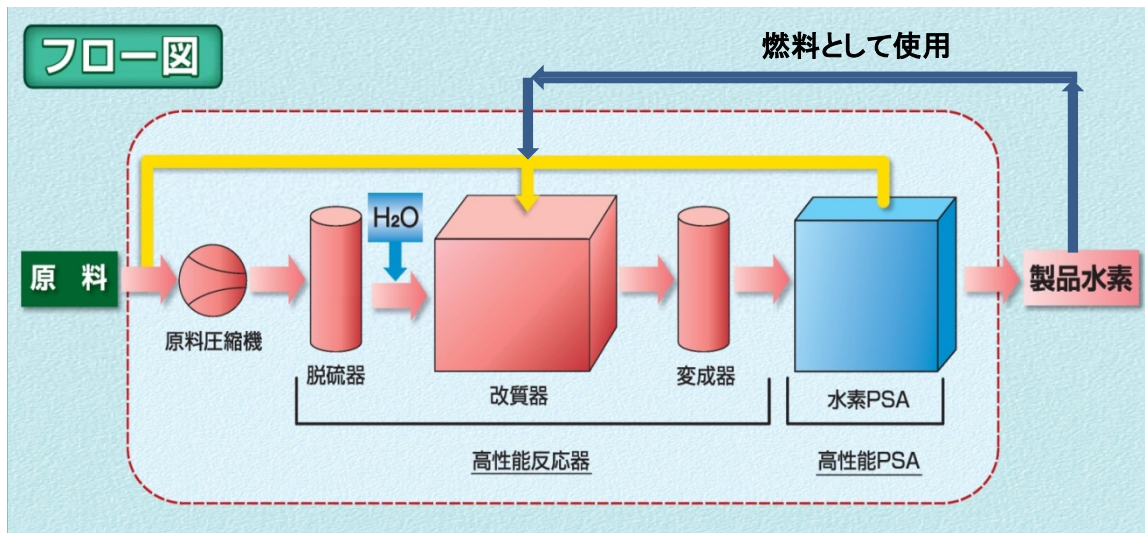 フロー図
燃料として使用
H₂O
原料
製品水素
原料圧縮機
脱硫器
改質器
変成器
水素PSA
高性能反応器
高性能PSA